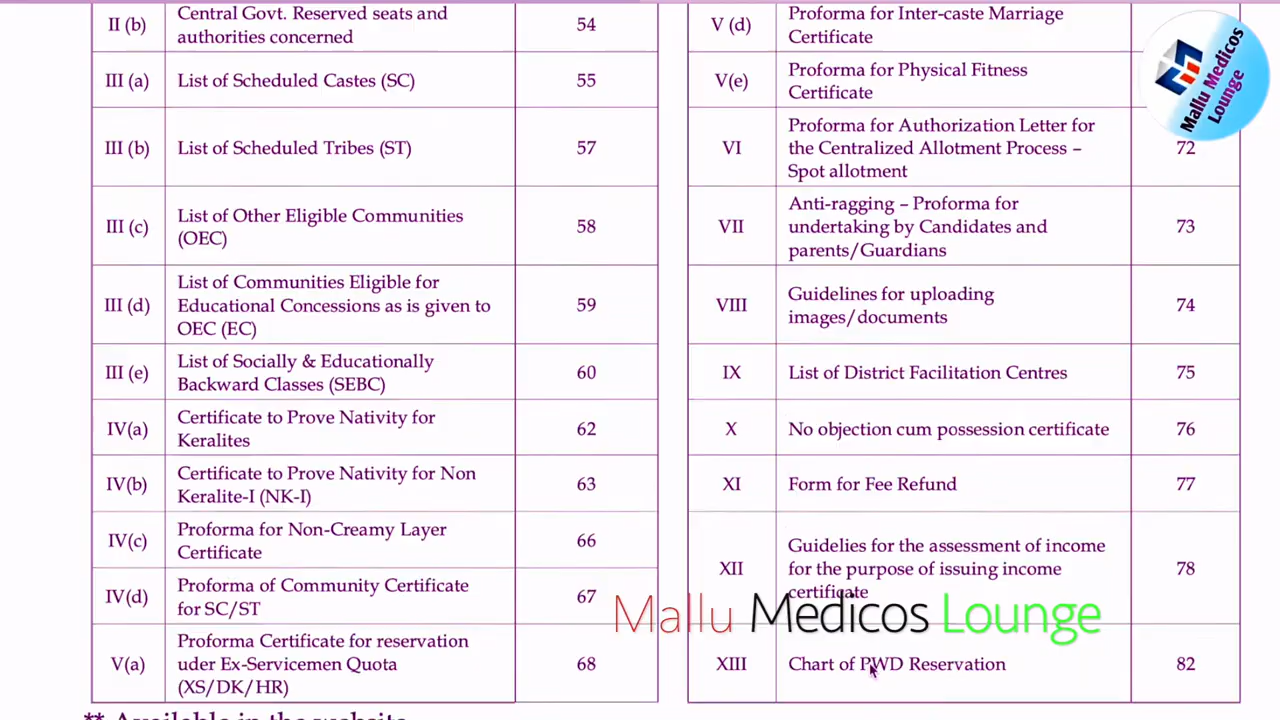 II (b)
Central Govt. Reserved seats and
authorities concerned
54
III (a)
List of Scheduled Castes (SC)
55
III (b)
List of Scheduled Tribes (ST)
57
III (c)
List of Other Eligible Communities
(OEC)
58
III (d)
List of Communities Eligible for
Educational Concessions as is given to
OEC (EC)
59
III (e)
List of Socially & Educationally
Backward Classes (SEBC)
60
IV(a)
Certificate to Prove Nativity for
Keralites
62
IV(b)
Certificate to Prove Nativity for Non
Keralite-I (NK-I)
63
IV(c)
Proforma for Non-Creamy Layer
Certificate
66
IV(d)
Proforma of Community Certificate
for SC/ST
67
V(a)
Proforma Certificate for reservation
uder Ex-Servicemen Quota
(XS/DK/HR)
68
V (d)
Proforma for Inter-caste Marriage
Certificate
V(e)
Proforma for Physical Fitness
Certificate
VI
Proforma for Authorization Letter for
the Centralized Allotment Process –
Spot allotment
72
VII
Anti-ragging – Proforma for
undertaking by Candidates and
parents/Guardians
73
VIII
Guidelines for uploading
images/documents
74
IX
List of District Facilitation Centres
75
X
No objection cum possession certificate
76
XI
Form for Fee Refund
77
XII
Guidelies for the assessment of income
for the purpose of issuing income
certificate
78
XIII
Chart of PWD Reservation
82
Mallu Medicos Lounge
Mallu Medicos
Lounge
** Available in the website